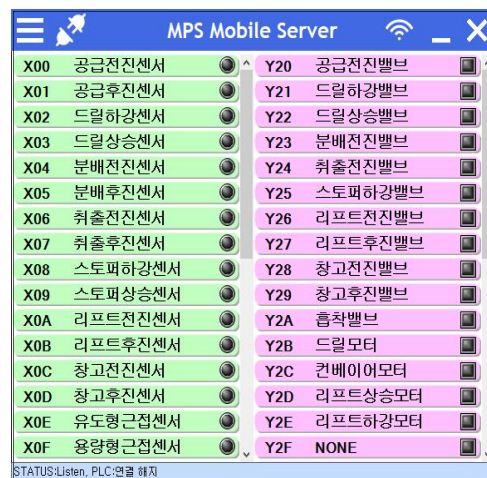 MPS Mobile Server
X00 공급전진센서 Y20 공급전진밸브
X01 공급후진센서 Y21 드릴하강밸브
X02 드릴하강센서 Y22 드릴상승밸브
X03 드릴상승센서 Y23 분배전진밸브
X04 분배전진센서 Y24 취출전진밸브
X05 분배후진센서 Y25 스토퍼하강밸브
X06 취출전진센서 Y26 리프트전진밸브
X07 취출후진센서 Y27 리프트후진밸브
X08 스토퍼하강센서 Y28 창고전진밸브
X09 스토퍼상승센서 Y29 창고후진밸브
X0A 리프트전진센서 Y2A 흡착밸브
X0B 리프트후진센서 Y2B 드릴모터
X0C 창고전진센서 Y2C 컨베이어모터
X0D 창고후진센서 Y2D 리프트상승모터
X0E 유도형근접센서 Y2E 리프트하강모터
X0F 용량형근접센서 Y2F NONE
STATUS:Listen, PLC:연결 해지